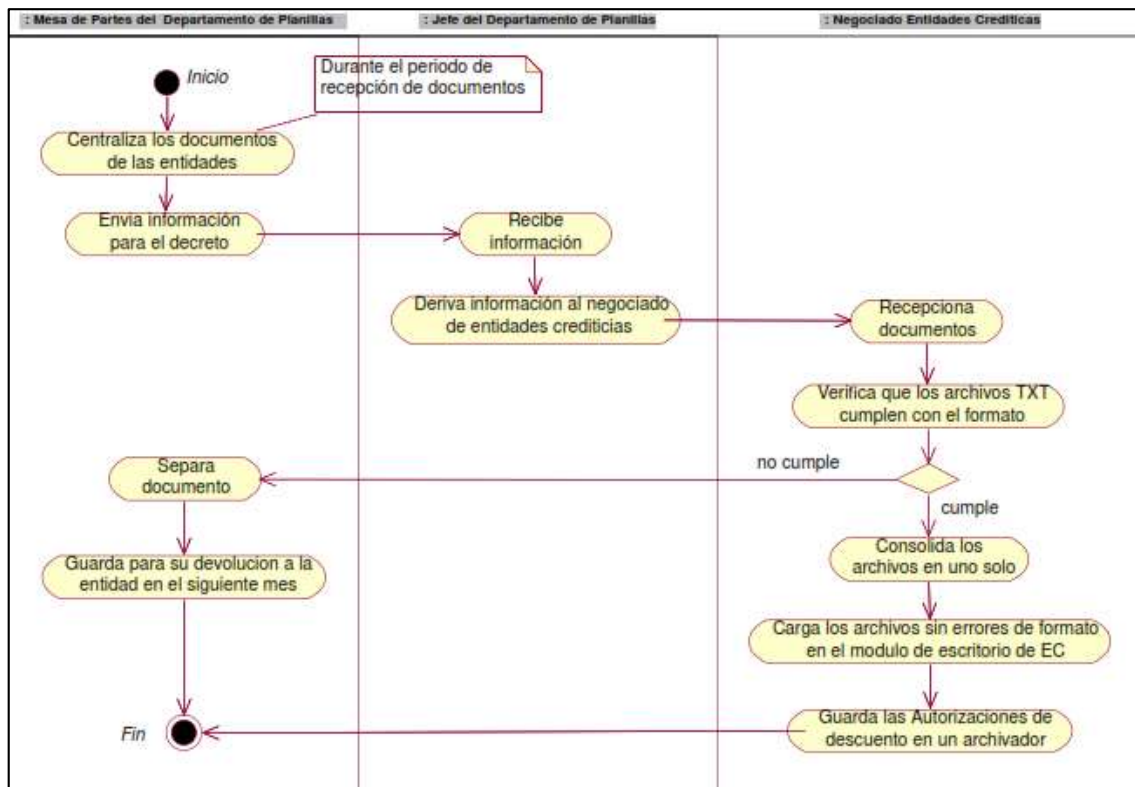 : Mesa de Partes del Departamento de Planillas
: Jefe del Departamento de Planillas
: Negociado Entidades Crediticas
Inicio
Durante el periodo de
recepción de documentos
Centraliza los documentos
de las entidades
Envia información
para el decreto
Recibe
información
Deriva información al negociado
de entidades crediticias
Recepciona
documentos
Verifica que los archivos TXT
cumplen con el formato
no cumple
Separa
documento
cumple
Guarda para su devolucion a la
entidad en el siguiente mes
Consolida los
archivos en uno solo
Carga los archivos sin errores de formato
en el modulo de escritorio de EC
Fin
Guarda las Autorizaciones de
descuento en un archivador